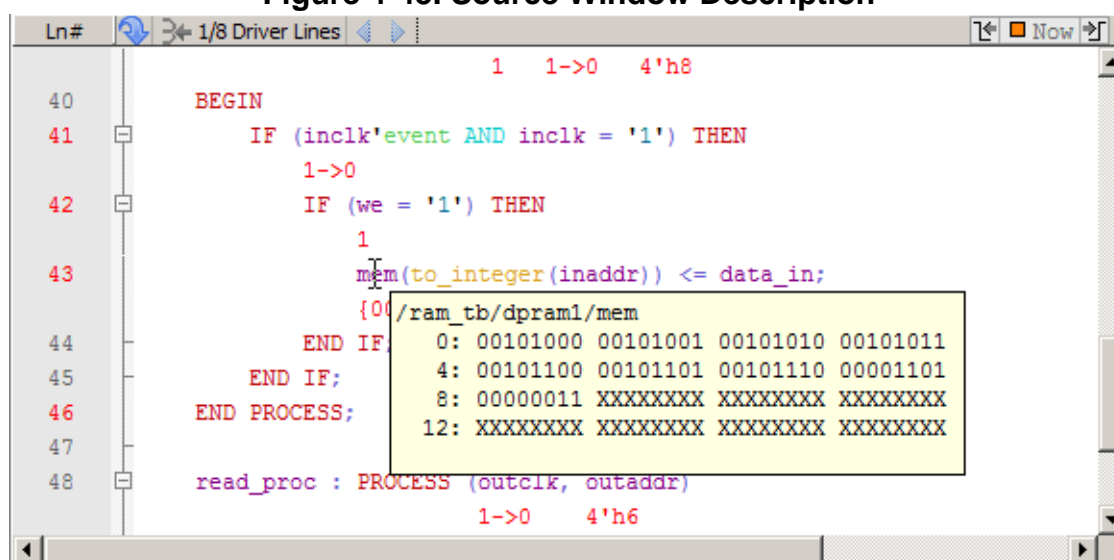 Ln# 1/8 Driver Lines Now
1 1->0 4'h8
40 BEGIN
41 IF (inclk'event AND inclk = '1') THEN
1->0
42 IF (we = '1') THEN
1
43 mem(to_integer(inaddr)) <= data_in;
{00
/ram_tb/dpram1/mem
0: 00101000 00101001 00101010 00101011
44 END IF;
4: 00101100 00101101 00101110 00001101
45 END IF;
8: 00000011 XXXXXXXX XXXXXXXX XXXXXXXX
46 END PROCESS;
12: XXXXXXXX XXXXXXXX XXXXXXXX XXXXXXXX
47
48 read_proc : PROCESS (outclk, outaddr)
1->0 4'h6